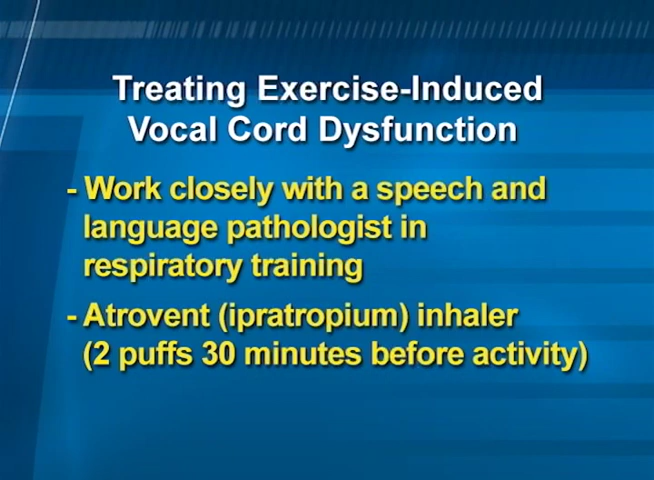 Treating Exercise-Induced
Vocal Cord Dysfunction
- Work closely with a speech and
language pathologist in
respiratory training
- Atrovent (ipratropium) inhaler
(2 puffs 30 minutes before activity)